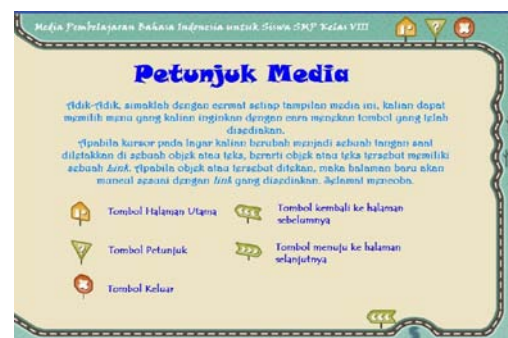 Media Pembelajaran Bahasa Indonesia untuk Siswa SMP Kelas VIII
Petunjuk Media
Adik-Adik, simaklah dengan cermat setiap tampilan media ini, kalian dapat
memilih menu yang kalian inginkan dengan cara menekan tombol yang telah
disediakan.
Apabila kursor pada layar kalian berubah menjadi sebuah tangan saat
diletakkan di sebuah objek atau teks, berarti objek atau teks tersebut memiliki
sebuah link. Apabila objek atau tersebut ditekan, maka halaman baru akan
muncul sesuai dengan link yang disediakan. Selamat mencoba.
Tombol Halaman Utama
Tombol kembali ke halaman
sebelumnya
Tombol Petunjuk
Tombol menuju ke halaman
selanjutnya
Tombol Keluar